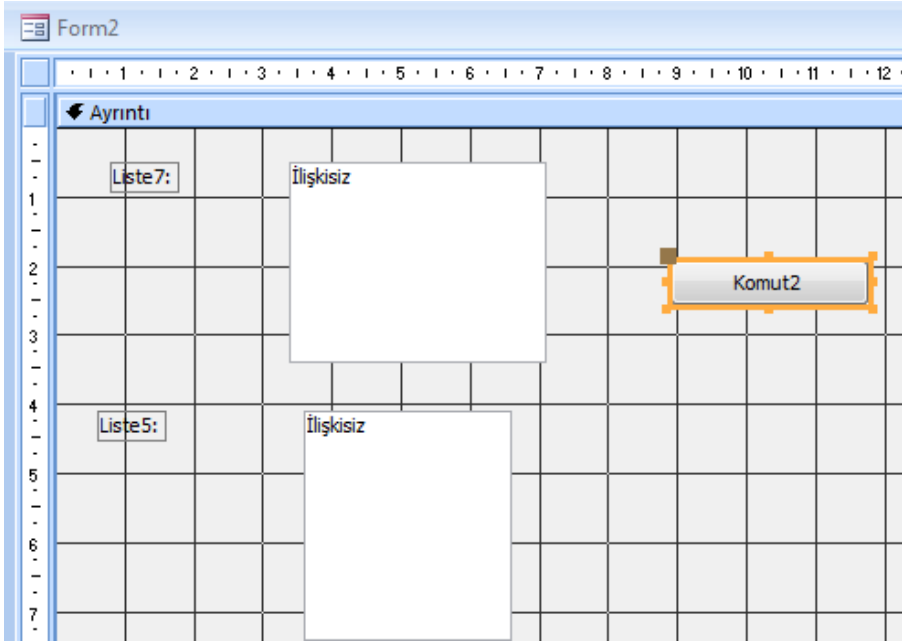 Form2
1 2 3 4 5 6 7 8 9 10 11 12
Ayrıntı
Liste7:
İlişkisiz
1
2
Komut2
3
4
Liste5:
İlişkisiz
5
6
7